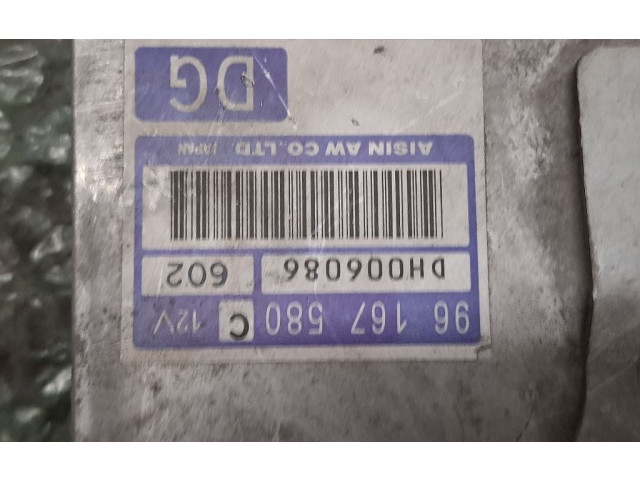 96 167 580 C 12V
DH006086 602
AISIN AW CO.,LTD. JAPAN
DG